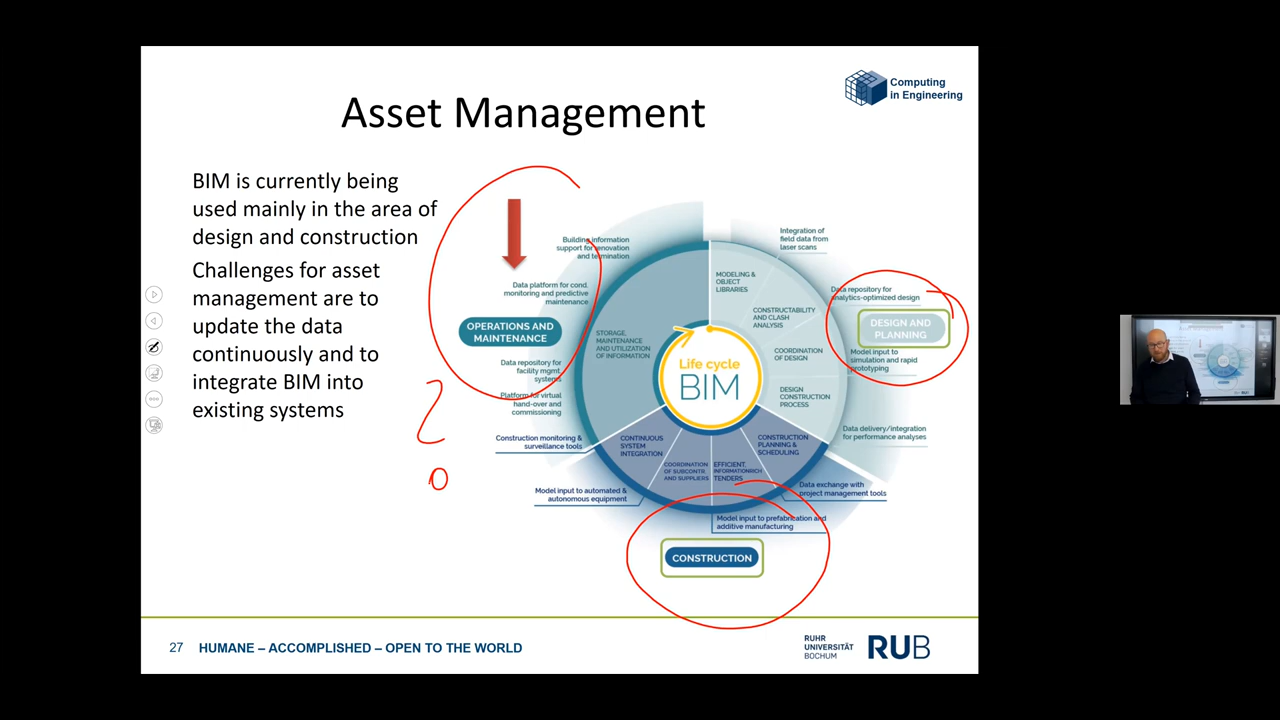 Computing
in Engineering
Asset Management
BIM is currently being
used mainly in the area of
design and construction
Challenges for asset
management are to
update the data
continuously and to
integrate BIM into
existing systems
Building information
support for renovation
and termination
Data platform for cond.
monitoring and predictive
maintenance
OPERATIONS AND
MAINTENANCE
Data repository for
facility mgmt.
systems
Platform for virtual
hand-over and
commissioning
Construction monitoring &
surveillance tools
Model input to automated &
autonomous equipment
STORAGE,
MAINTENANCE
AND UTILIZATION
OF INFORMATION
Life cycle
BIM
MODELING &
OBJECT
LIBRARIES
CONSTRUCTABILITY
AND CLASH
ANALYSIS
COORDINATION
OF DESIGN
DESIGN
CONSTRUCTION
PROCESS
CONSTRUCTION
PLANNING &
SCHEDULING
EFFICIENT,
INFORMATIONRICH
TENDERS
COORDINATION
OF SUBCONTR.
AND SUPPLIERS
CONTINUOUS
SYSTEM
INTEGRATION
Integration of
field data from
laser scans
Data repository for
analytics-optimized design
DESIGN AND
PLANNING
Model input to
simulation and rapid
prototyping
Data delivery/integration
for performance analyses
Data exchange with
project management tools
Model input to prefabrication and
additive manufacturing
CONSTRUCTION
27 HUMANE – ACCOMPLISHED – OPEN TO THE WORLD
RUHR
UNIVERSITÄT
BOCHUM
RUB